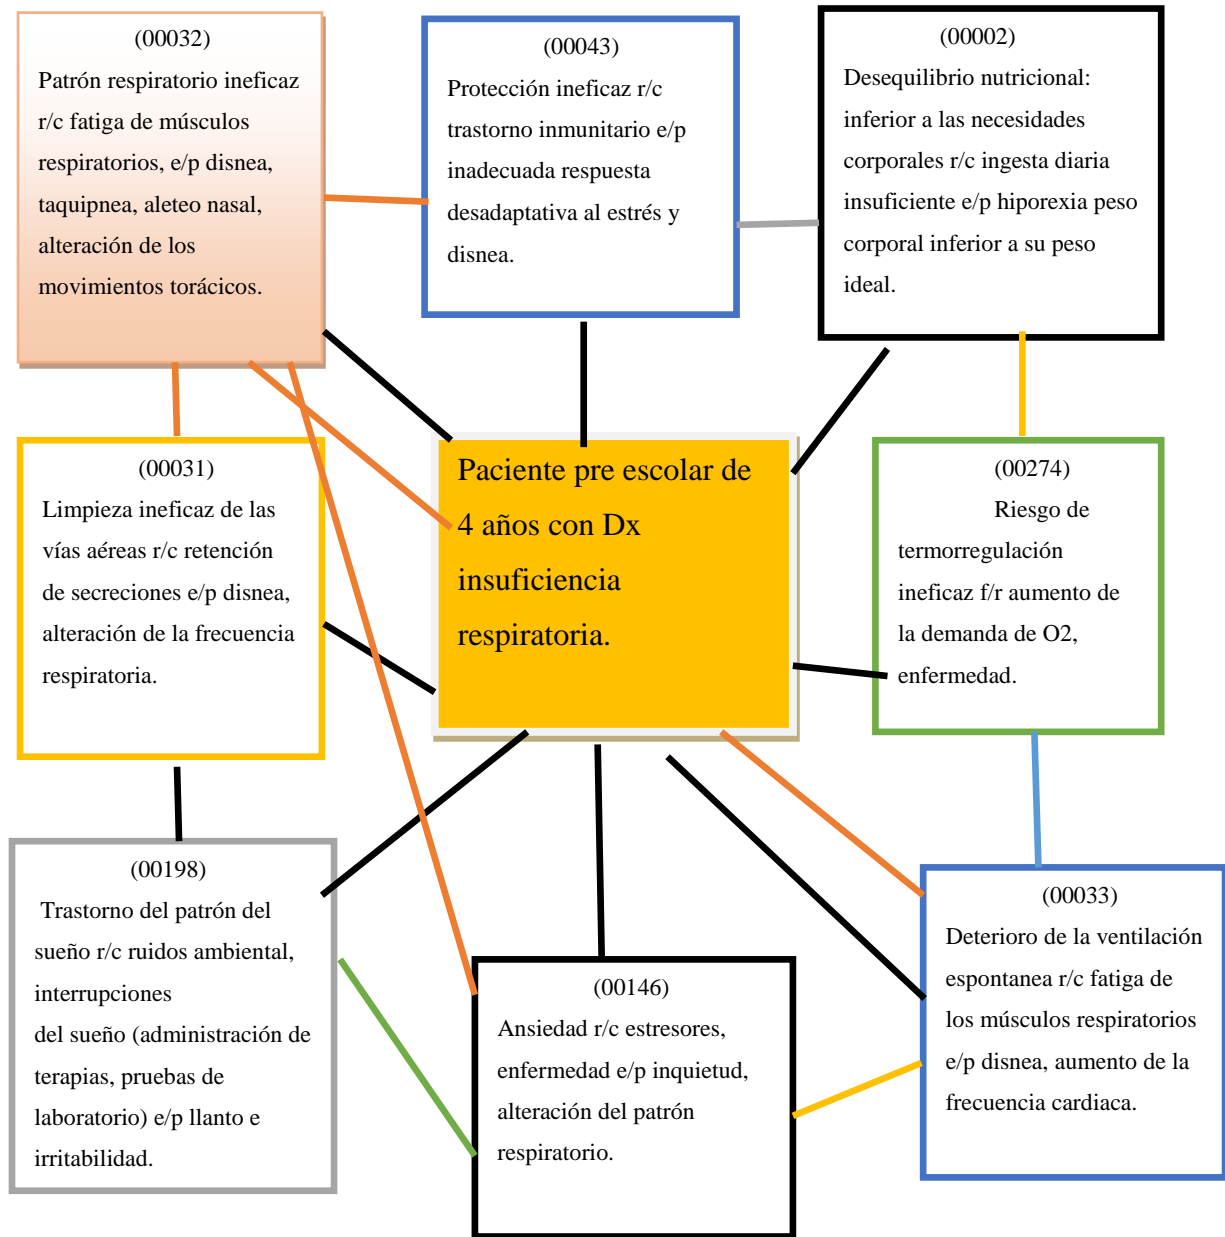 (00032)
Patrón respiratorio ineficaz
r/c fatiga de músculos
respiratorios, e/p disnea,
taquipnea, aleteo nasal,
alteración de los
movimientos torácicos.
(00043)
Protección ineficaz r/c
trastorno inmunitario e/p
inadecuada respuesta
desadaptativa al estrés y
disnea.
(00002)
Desequilibrio nutricional:
inferior a las necesidades
corporales r/c ingesta diaria
insuficiente e/p hiporexia peso
corporal inferior a su peso
ideal.
(00031)
Limpieza ineficaz de las
vías aéreas r/c retención
de secreciones e/p disnea,
alteración de la frecuencia
respiratoria.
Paciente pre escolar de
4 años con Dx
insuficiencia
respiratoria.
(00274)
Riesgo de
termorregulación
ineficaz f/r aumento de
la demanda de O2,
enfermedad.
(00198)
Trastorno del patrón del
sueño r/c ruidos ambiental,
interrupciones
del sueño (administración de
terapias, pruebas de
laboratorio) e/p llanto e
irritabilidad.
(00146)
Ansiedad r/c estresores,
enfermedad e/p inquietud,
alteración del patrón
respiratorio.
(00033)
Deterioro de la ventilación
espontanea r/c fatiga de
los músculos respiratorios
e/p disnea, aumento de la
frecuencia cardiaca.